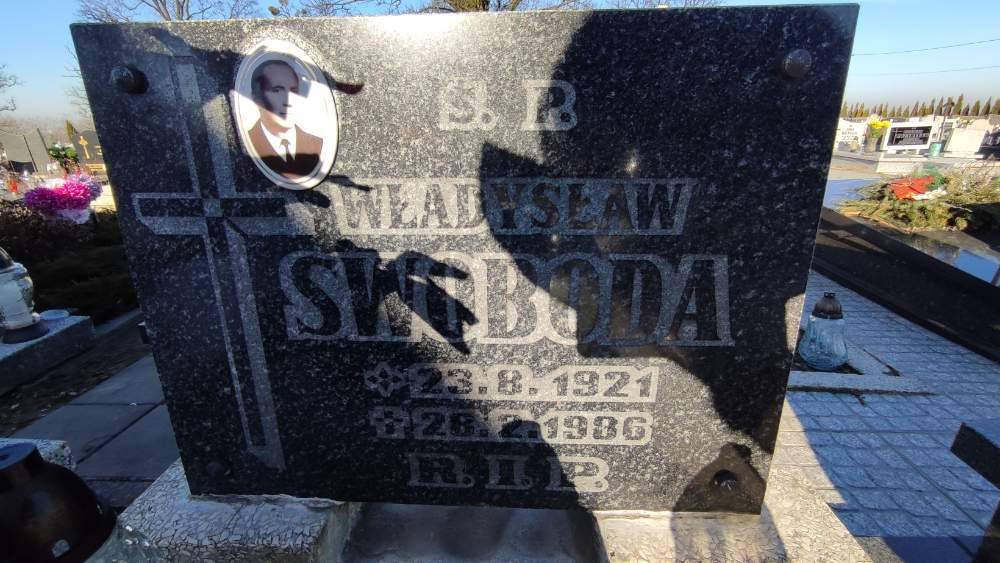 Ś. P.
WŁADYSŁAW
SWOBODA
23.8.1921
28.2.1986
R.I.P